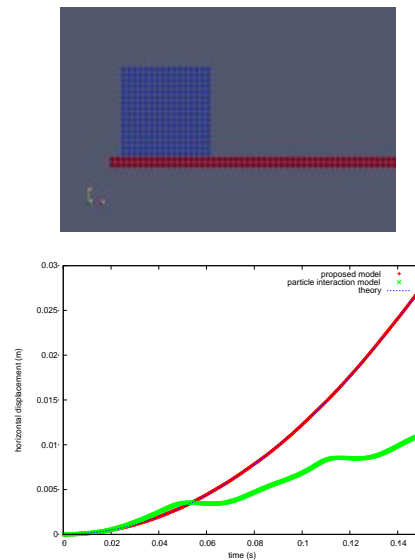 0.03
0.025
0.02
0.015
0.01
0.005
0
horizontal displacement (m)
proposed model
particle interaction model
theory
0 0.02 0.04 0.06 0.08 0.1 0.12 0.14
time (s)